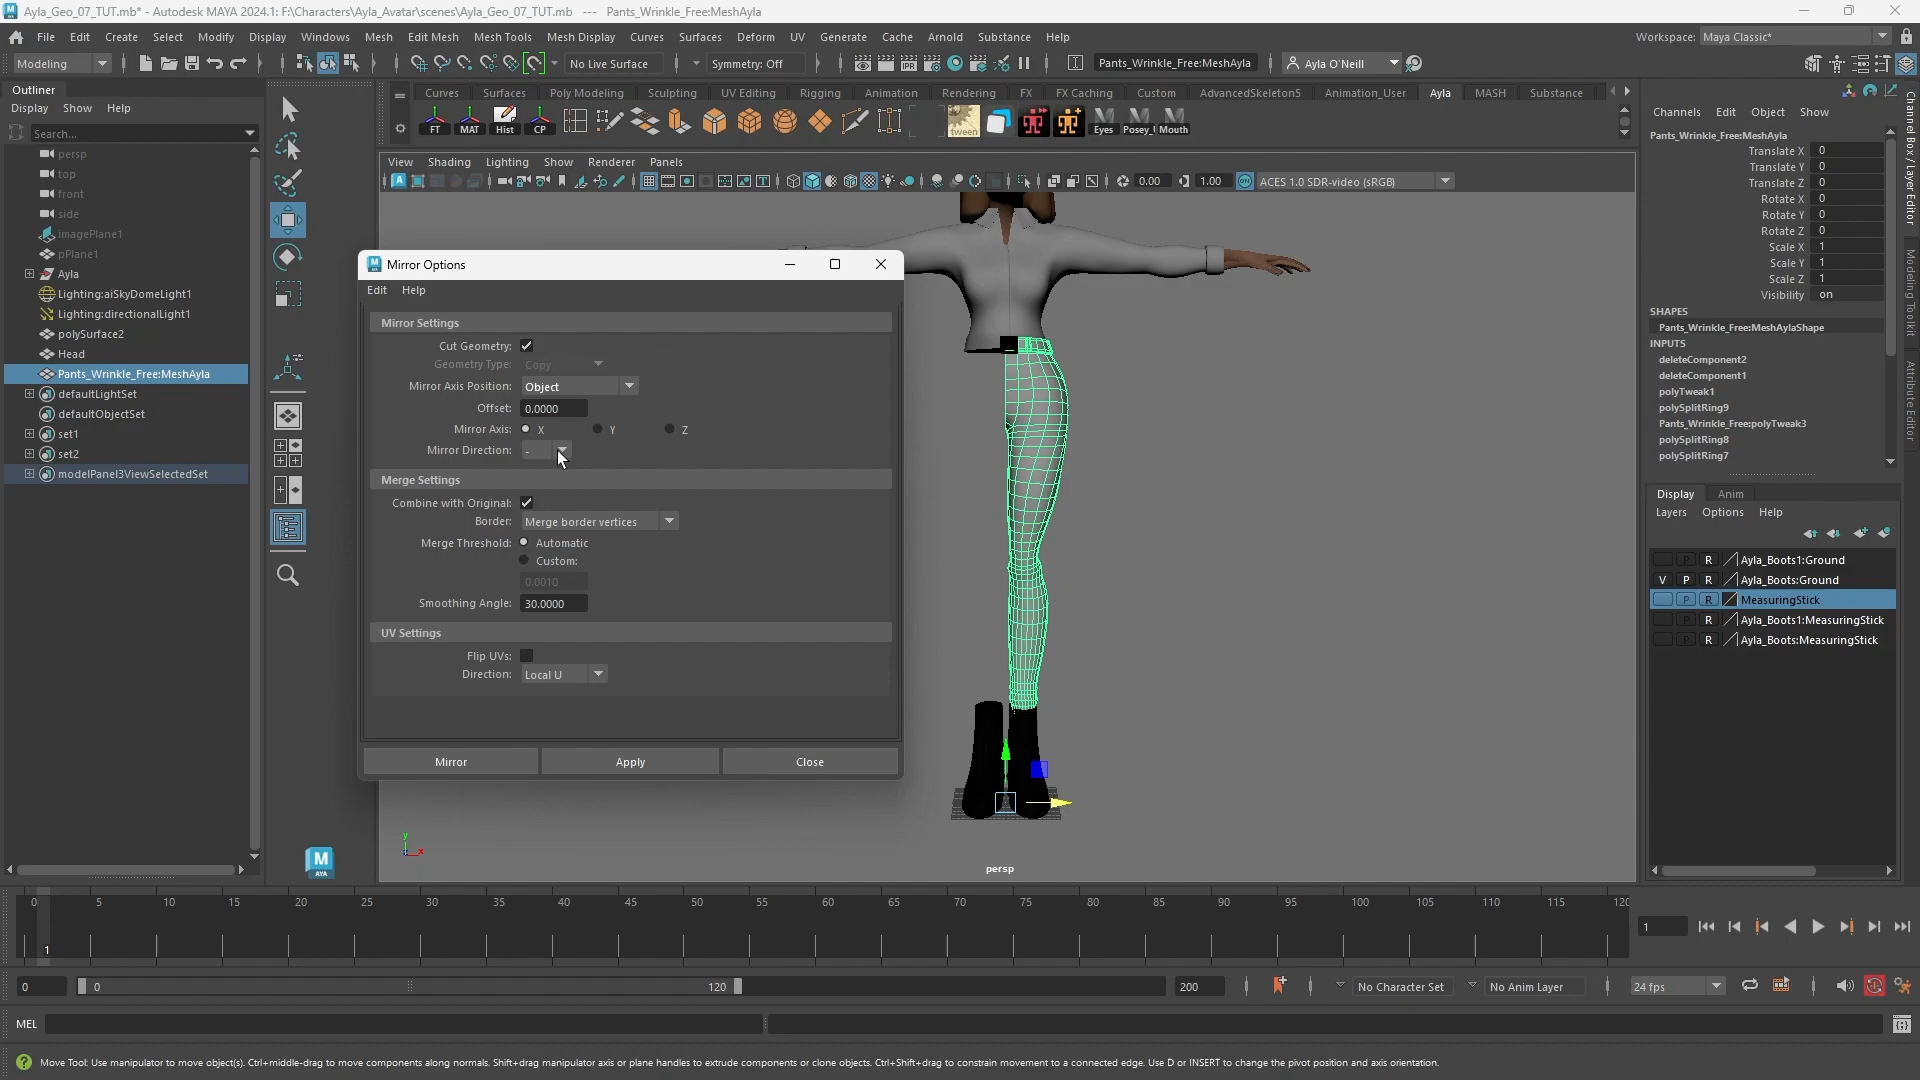 Ayla_Geo_07_TUT.mb* - Autodesk MAYA 2024.1: F:\Characters\Ayla_Avatar\scenes\Ayla_Geo_07_TUT.mb --- Pants_Wrinkle_Free:MeshAyla
File Edit Create Select Modify Display Windows Mesh Edit Mesh Mesh Tools Mesh Display Curves Surfaces Deform UV Generate Cache Arnold Substance Help
Workspace: Maya Classic*
Modeling No Live Surface Symmetry: Off Pants_Wrinkle_Free:MeshAyla Ayla O'Neill
Outliner
Display Show Help
Search...
persp
top
front
side
imagePlane1
pPlane1
Ayla
Lighting:aiSkyDomeLight1
Lighting:directionalLight1
polySurface2
Head
Pants_Wrinkle_Free:MeshAyla
defaultLightSet
defaultObjectSet
set1
set2
modelPanel3ViewSelectedSet
Curves Surfaces Poly Modeling Sculpting UV Editing Rigging Animation Rendering FX FX Caching Custom AdvancedSkeleton5 Animation_User Ayla MASH Substance
FT MAT Hist CP tween Eyes Posey_ Mouth
View Shading Lighting Show Renderer Panels
0.00 1.00 ACES 1.0 SDR-video (sRGB)
Mirror Options
Edit Help
Mirror Settings
Cut Geometry:
Geometry Type: Copy
Mirror Axis Position: Object
Offset: 0.0000
Mirror Axis: X Y Z
Mirror Direction: -
Merge Settings
Combine with Original:
Border: Merge border vertices
Merge Threshold: Automatic
Custom:
0.0010
Smoothing Angle: 30.0000
UV Settings
Flip UVs:
Direction: Local U
Mirror Apply Close
y
x
persp
M
AYA
Channels Edit Object Show
Pants_Wrinkle_Free:MeshAyla
Translate X 0
Translate Y 0
Translate Z 0
Rotate X 0
Rotate Y 0
Rotate Z 0
Scale X 1
Scale Y 1
Scale Z 1
Visibility on
SHAPES
Pants_Wrinkle_Free:MeshAylaShape
INPUTS
deleteComponent2
deleteComponent1
polyTweak1
polySplitRing9
Pants_Wrinkle_Free:polyTweak3
polySplitRing8
polySplitRing7
Display Anim
Layers Options Help
R Ayla_Boots1:Ground
V P R Ayla_Boots:Ground
P R MeasuringStick
R Ayla_Boots1:MeasuringStick
R Ayla_Boots:MeasuringStick
Channel Box / Layer Editor
Modeling Toolkit
Attribute Editor
0 5 10 15 20 25 30 35 40 45 50 55 60 65 70 75 80 85 90 95 100 105 110 115 120
1
1
0 0 120 200 No Character Set No Anim Layer 24 fps
MEL
Move Tool: Use manipulator to move object(s). Ctrl+middle-drag to move components along normals. Shift+drag manipulator axis or plane handles to extrude components or clone objects. Ctrl+Shift+drag to constrain movement to a connected edge. Use D or INSERT to change the pivot position and axis orientation.